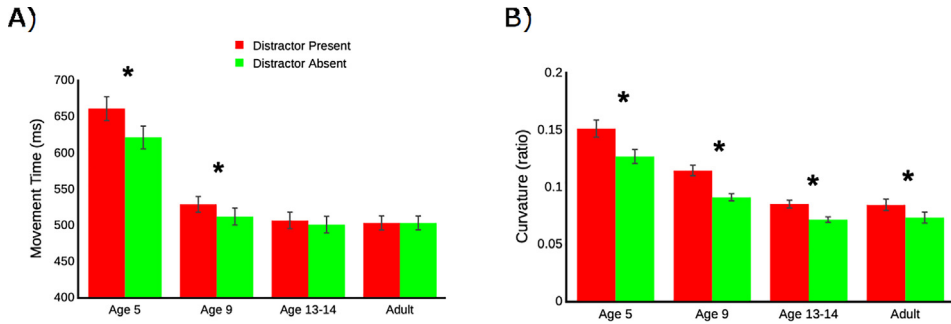 A)
Distractor Present
Distractor Absent
Movement Time (ms)
700
650
600
550
500
450
400
*
*
Age 5
Age 9
Age 13-14
Adult
B)
Curvature (ratio)
0.2
0.15
0.1
0.05
0
*
*
*
*
Age 5
Age 9
Age 13-14
Adult